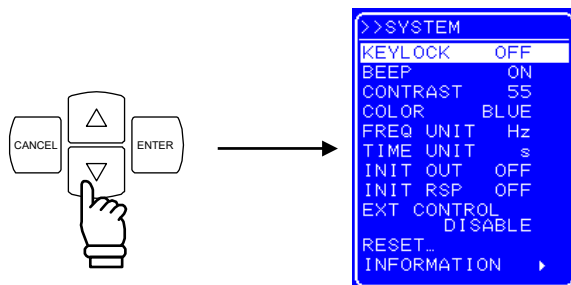 CANCEL
ENTER
>>SYSTEM
KEYLOCK OFF
BEEP ON
CONTRAST 55
COLOR BLUE
FREQ UNIT Hz
TIME UNIT s
INIT OUT OFF
INIT RSP OFF
EXT CONTROL
DISABLE
RESET…
INFORMATION